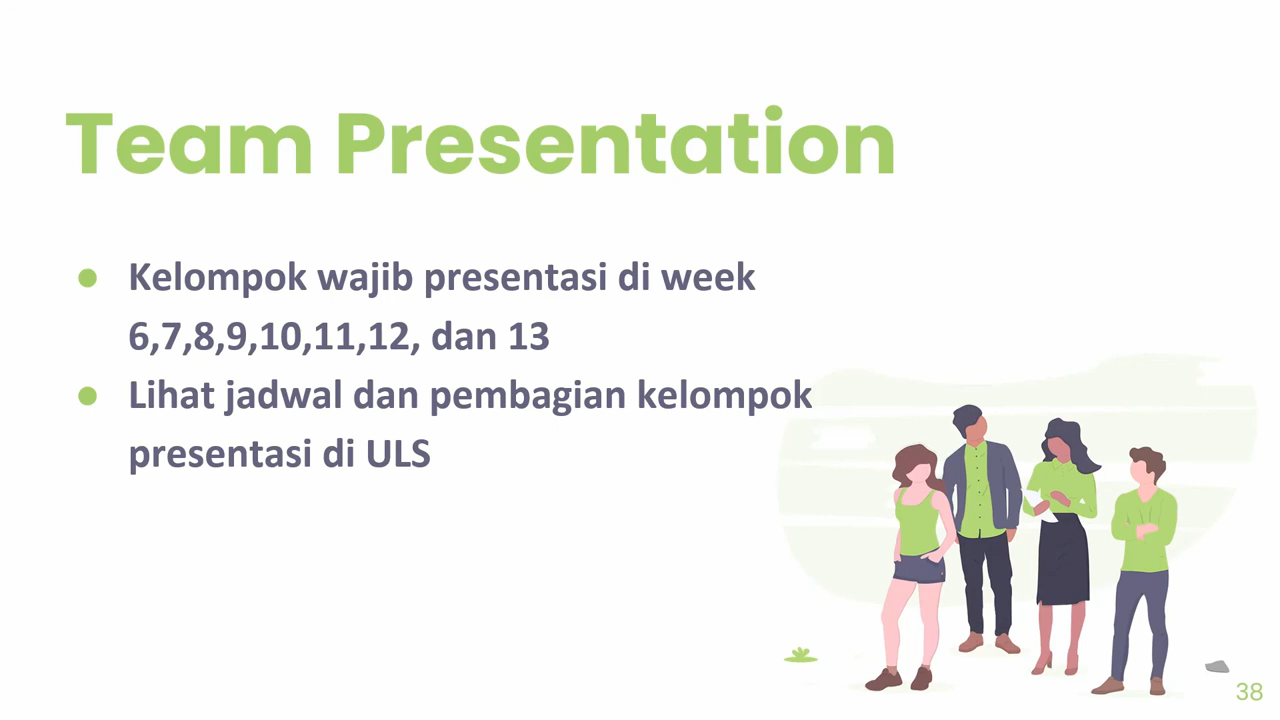 Team Presentation
● Kelompok wajib presentasi di week
6,7,8,9,10,11,12, dan 13
● Lihat jadwal dan pembagian kelompok
presentasi di ULS
38